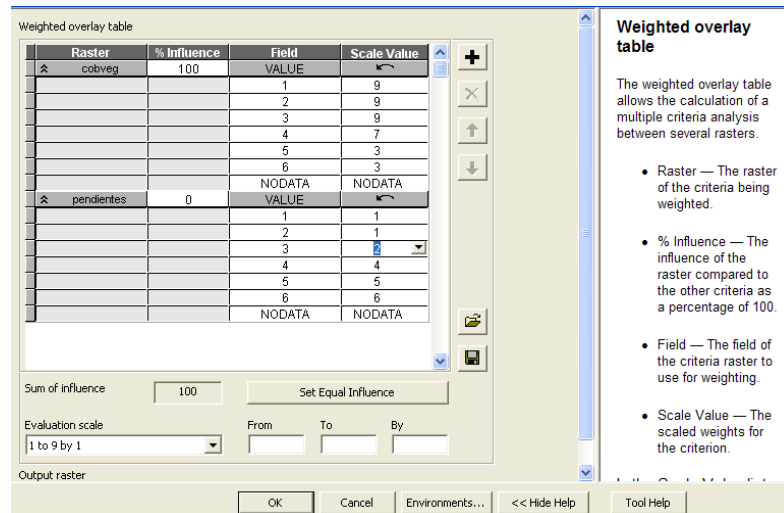 Weighted overlay table
Raster % Influence Field Scale Value
cobveg 100 VALUE
1 9
2 9
3 9
4 7
5 3
6 3
NODATA NODATA
pendientes 0 VALUE
1 1
2 1
3 2
4 4
5 5
6 6
NODATA NODATA
Sum of influence 100 Set Equal Influence
Evaluation scale From To By
1 to 9 by 1
Output raster
OK Cancel Environments... << Hide Help Tool Help
Weighted overlay
table
The weighted overlay table
allows the calculation of a
multiple criteria analysis
between several rasters.
• Raster — The raster
of the criteria being
weighted.
• % Influence — The
influence of the
raster compared to
the other criteria as
a percentage of 100.
• Field — The field of
the criteria raster to
use for weighting.
• Scale Value — The
scaled weights for
the criterion.